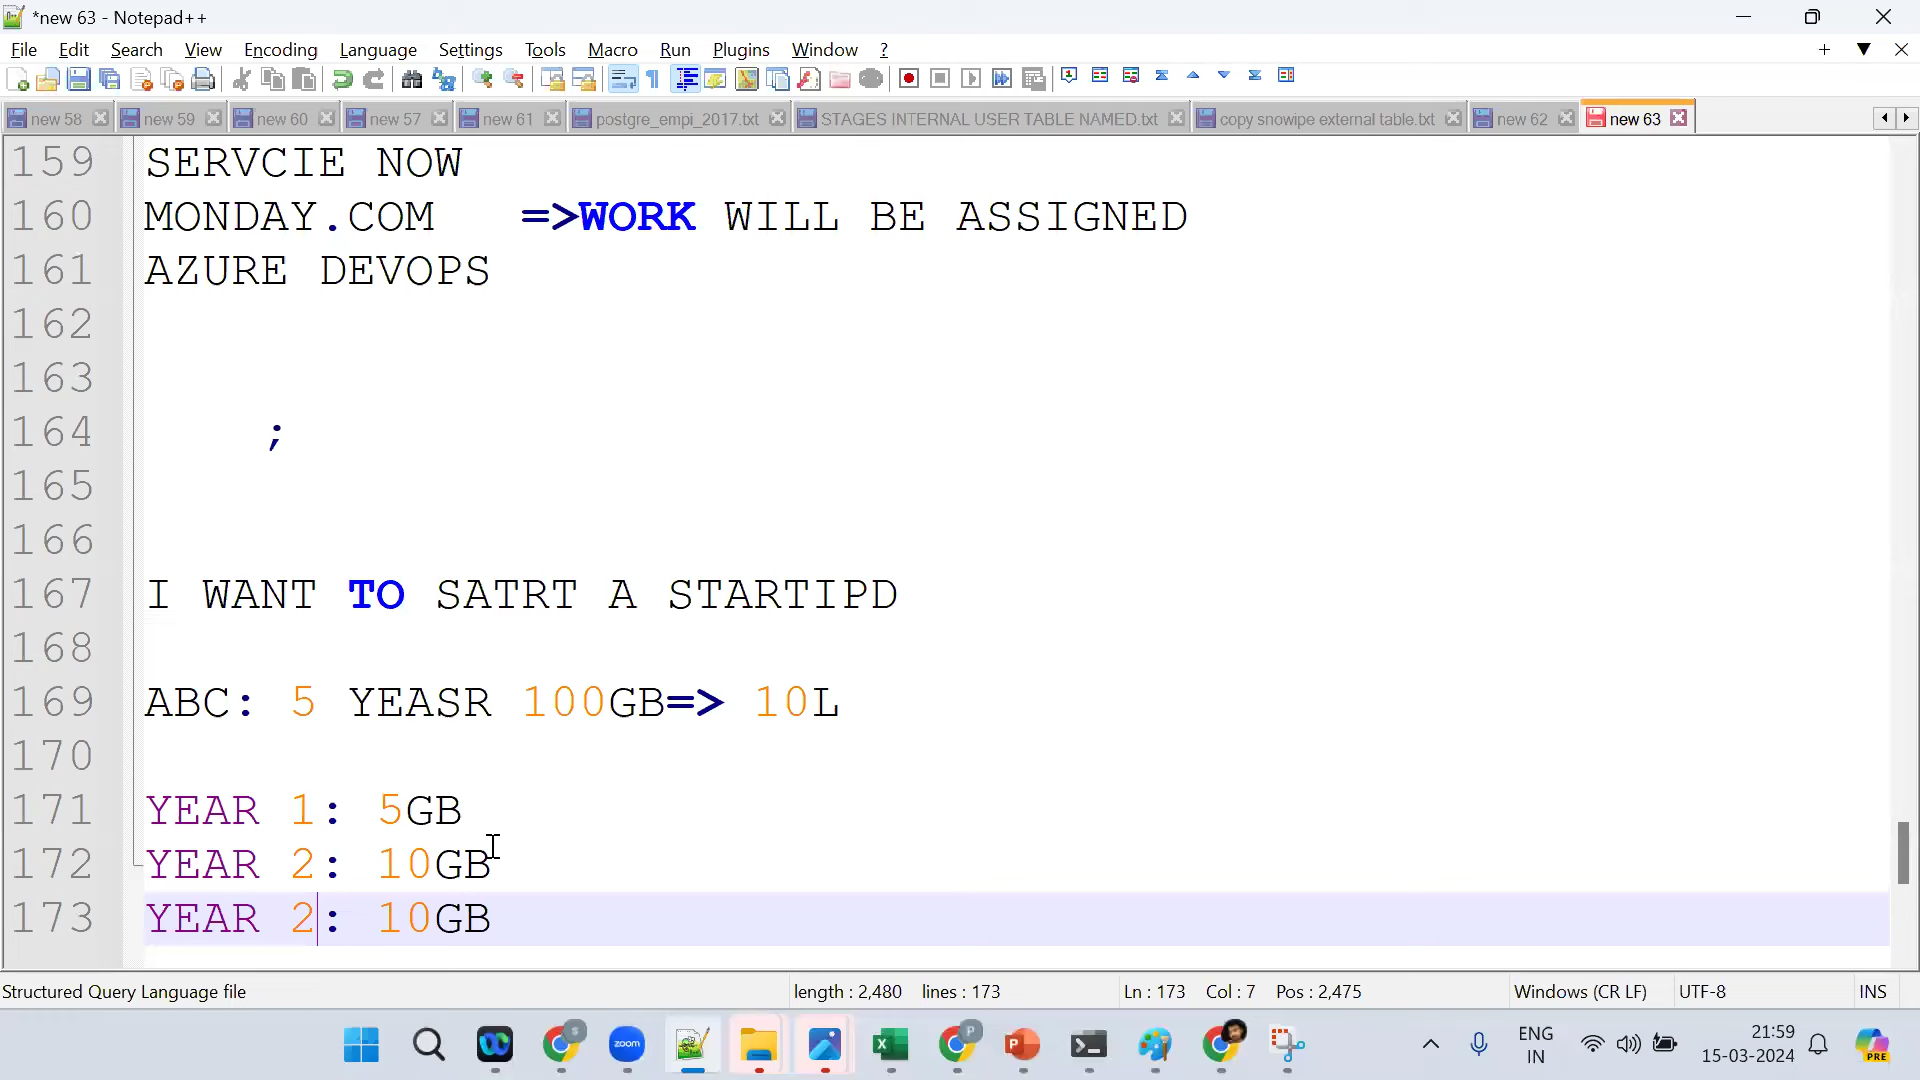 *new 63 - Notepad++
File Edit Search View Encoding Language Settings Tools Macro Run Plugins Window ?
new 58 new 59 new 60 new 57 new 61 postgre_empi_2017.txt STAGES INTERNAL USER TABLE NAMED.txt copy snowipe external table.txt new 62 new 63
159 SERVCIE NOW
160 MONDAY.COM =>WORK WILL BE ASSIGNED
161 AZURE DEVOPS
162
163
164 ;
165
166
167 I WANT TO SATRT A STARTIPD
168
169 ABC: 5 YEASR 100GB=> 10L
170
171 YEAR 1: 5GB
172 YEAR 2: 10GB
173 YEAR 2: 10GB
Structured Query Language file length : 2,480 lines : 173 Ln : 173 Col : 7 Pos : 2,475 Windows (CR LF) UTF-8 INS
zoom ENG IN 21:59 15-03-2024 PRE